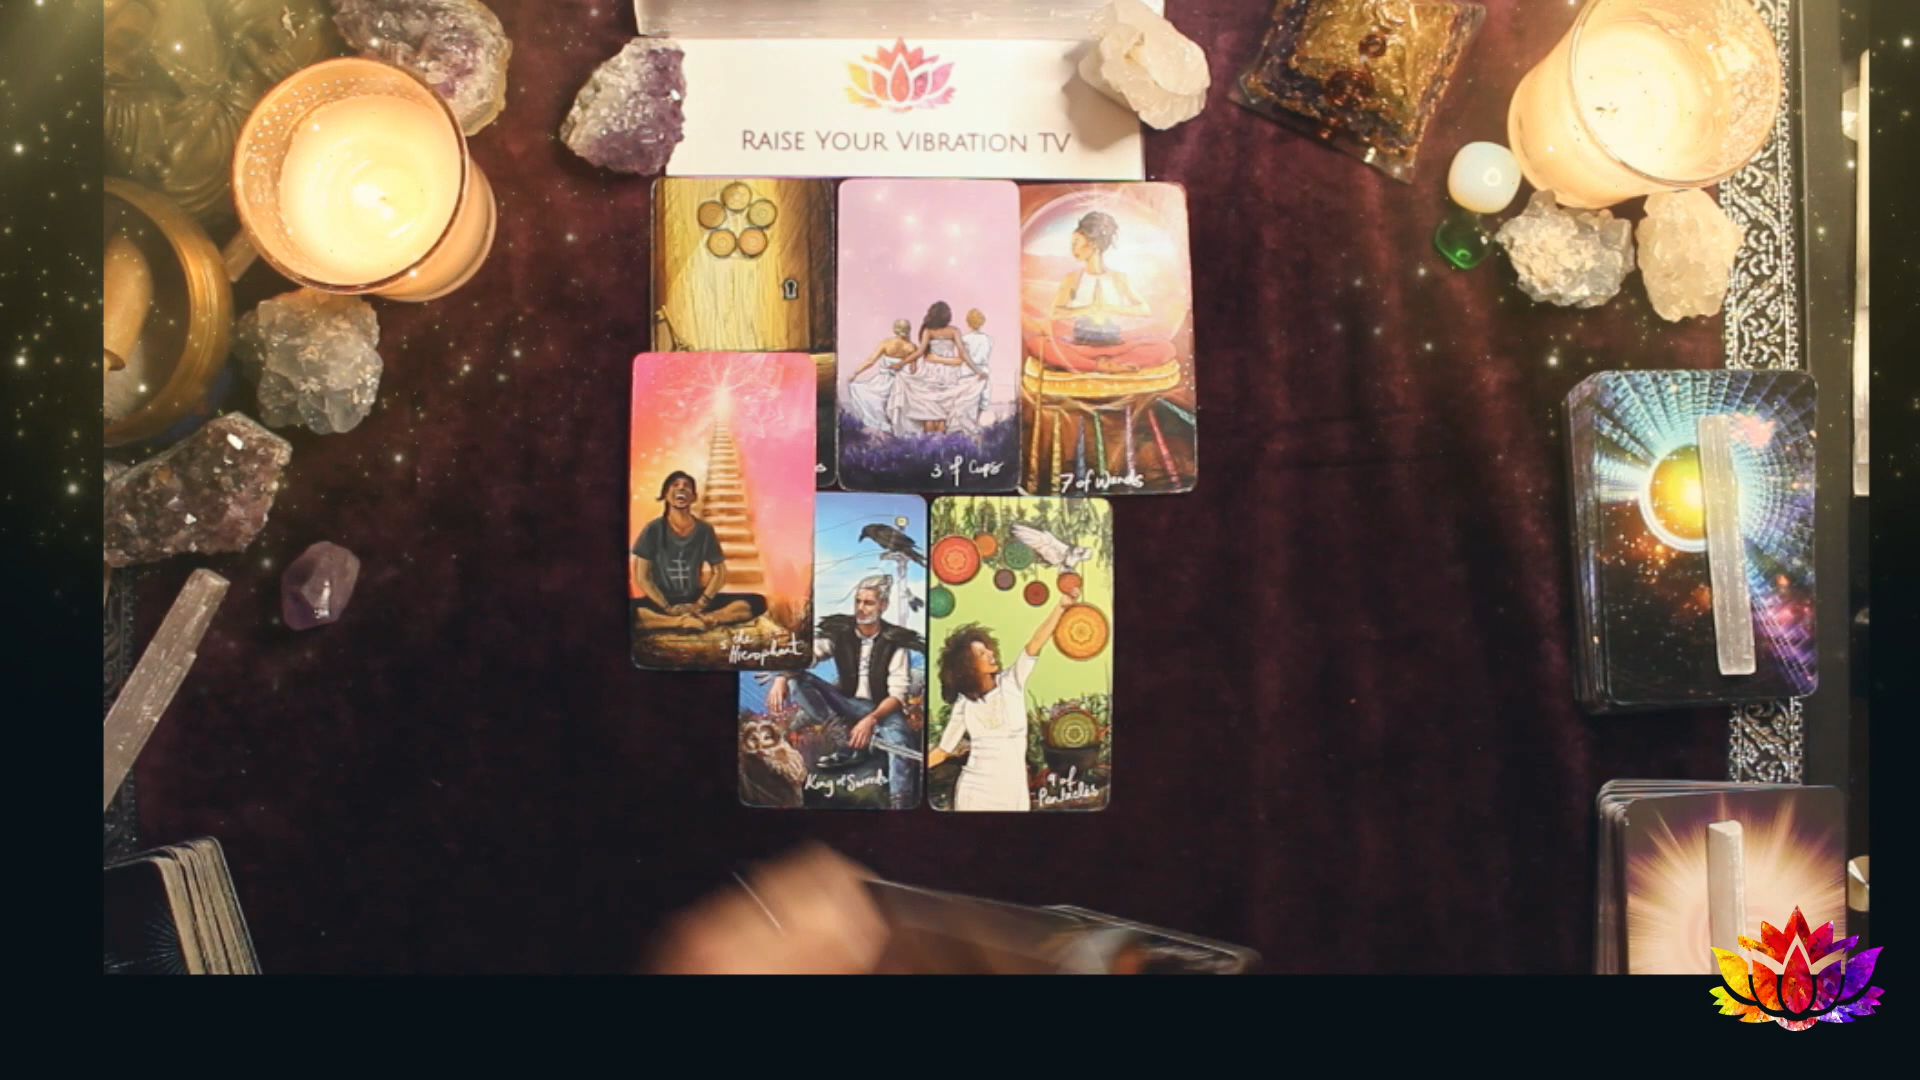 RAISE YOUR VIBRATION TV
3 of Cups
7 of Wands
5 the
Hierophant
King of Swords
9 of
Pentacles